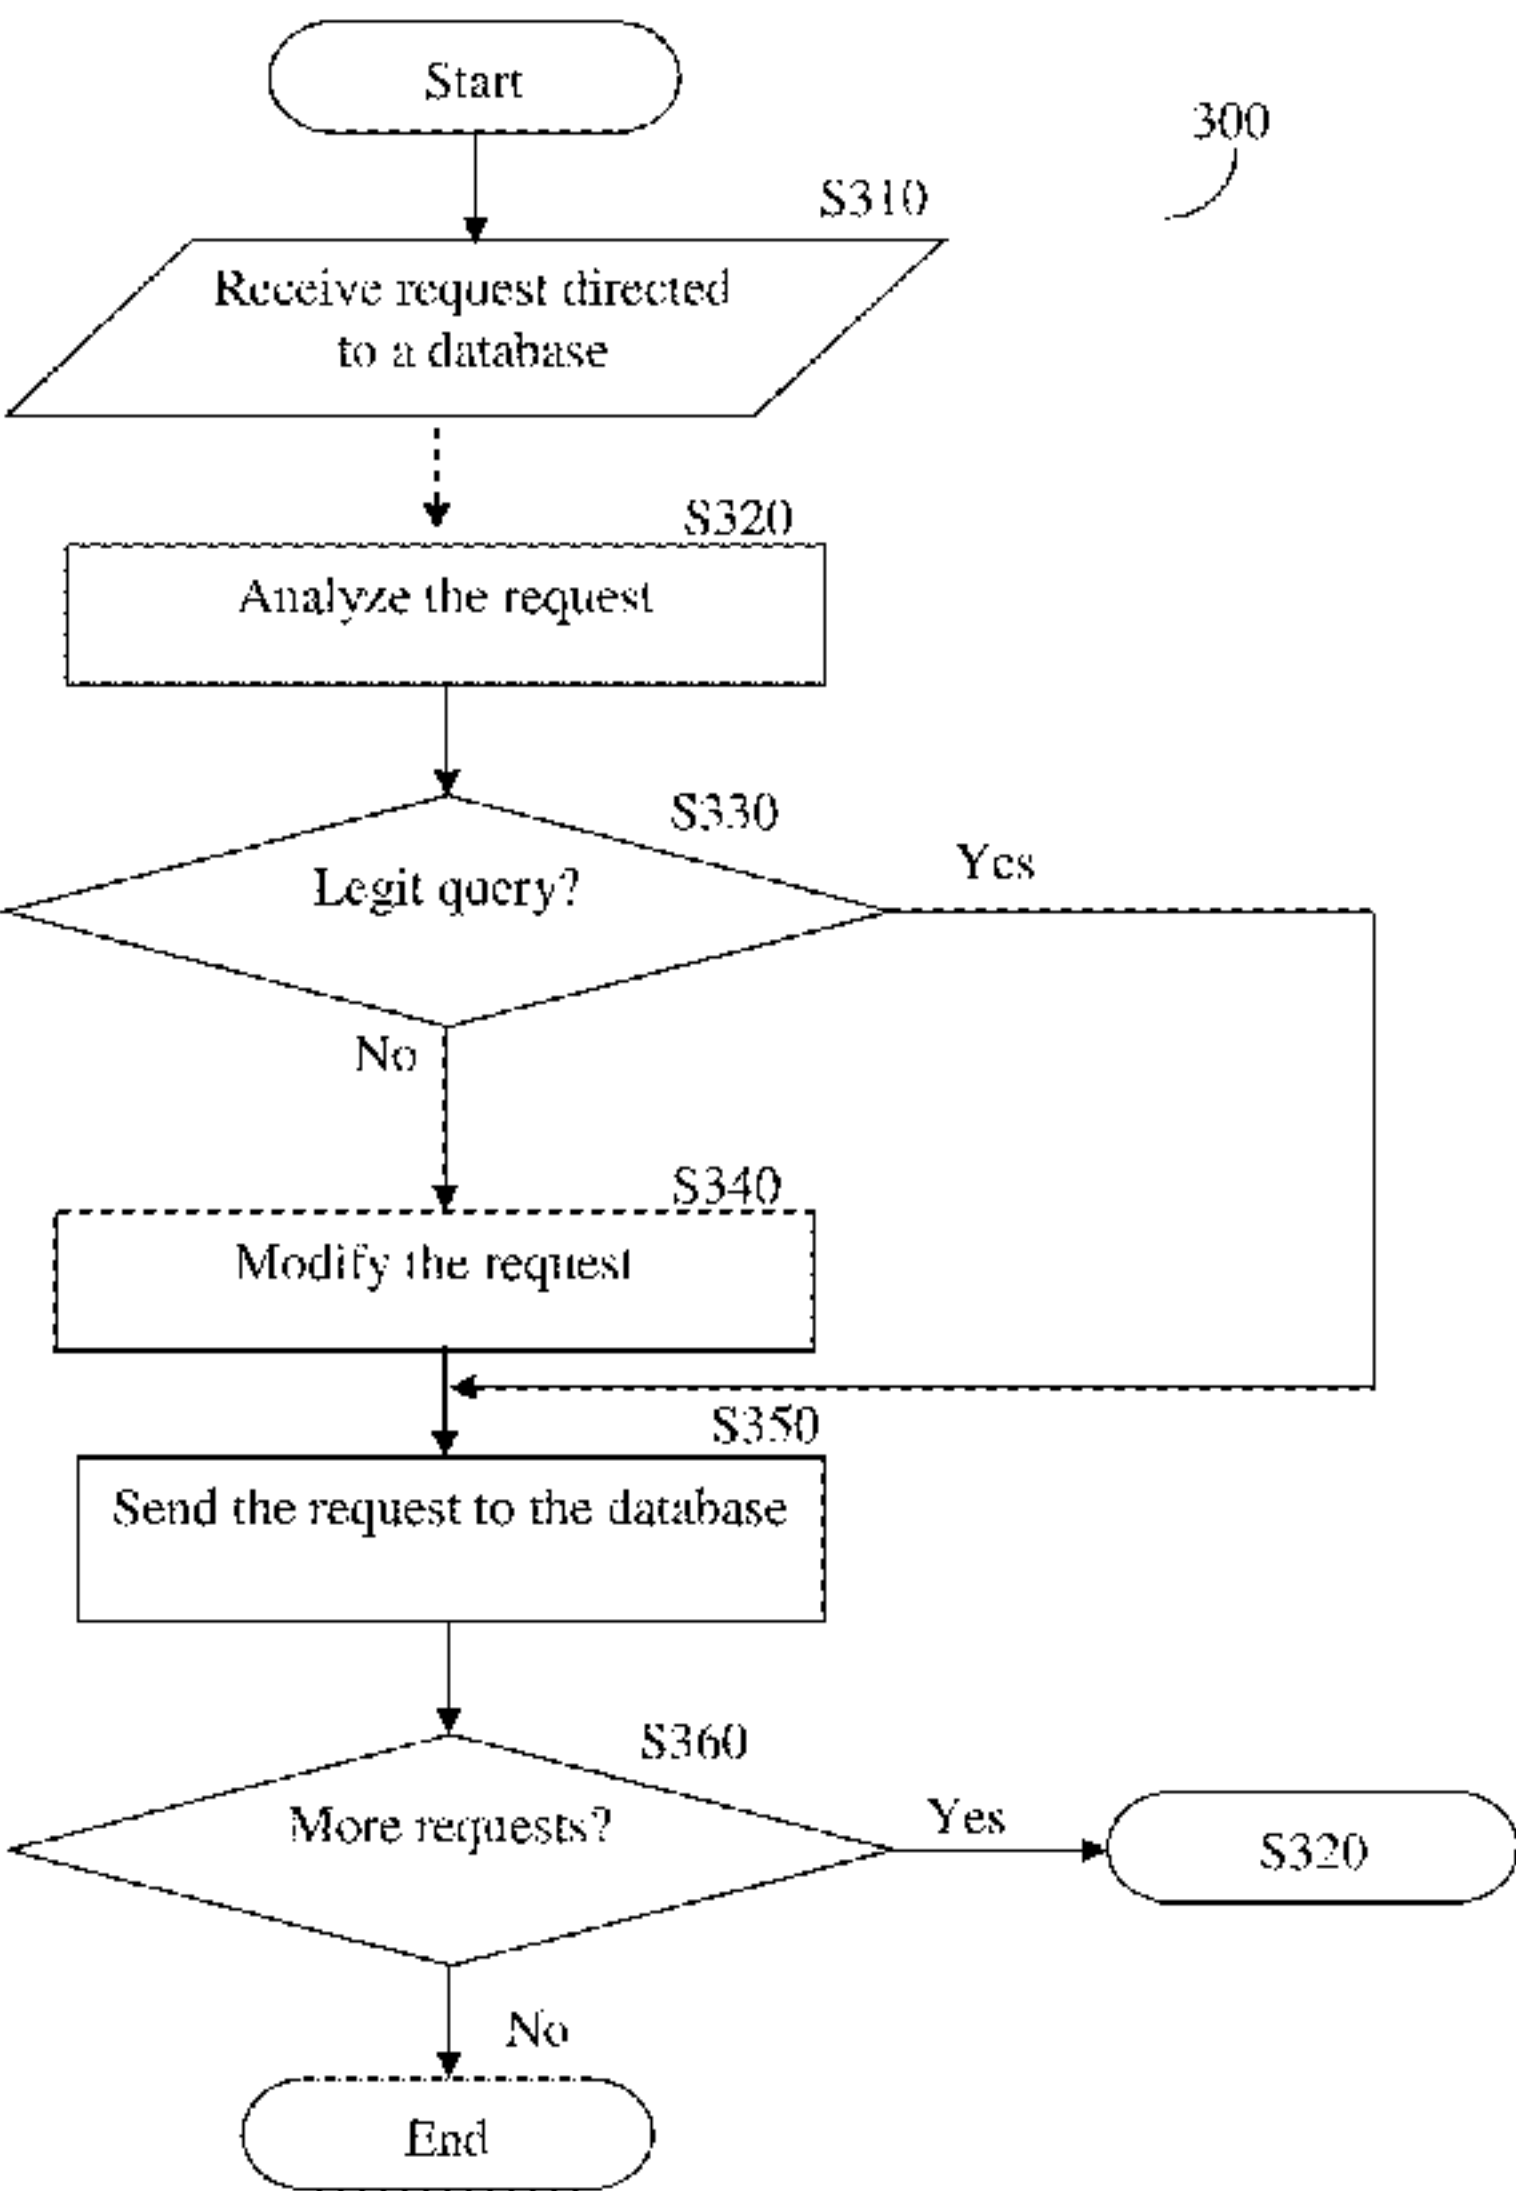 Start
300
S310
Receive request directed
to a database
S320
Analyze the request
S330
Legit query?
Yes
No
S340
Modify the request
S350
Send the request to the database
S360
More requests?
Yes
S320
No
End